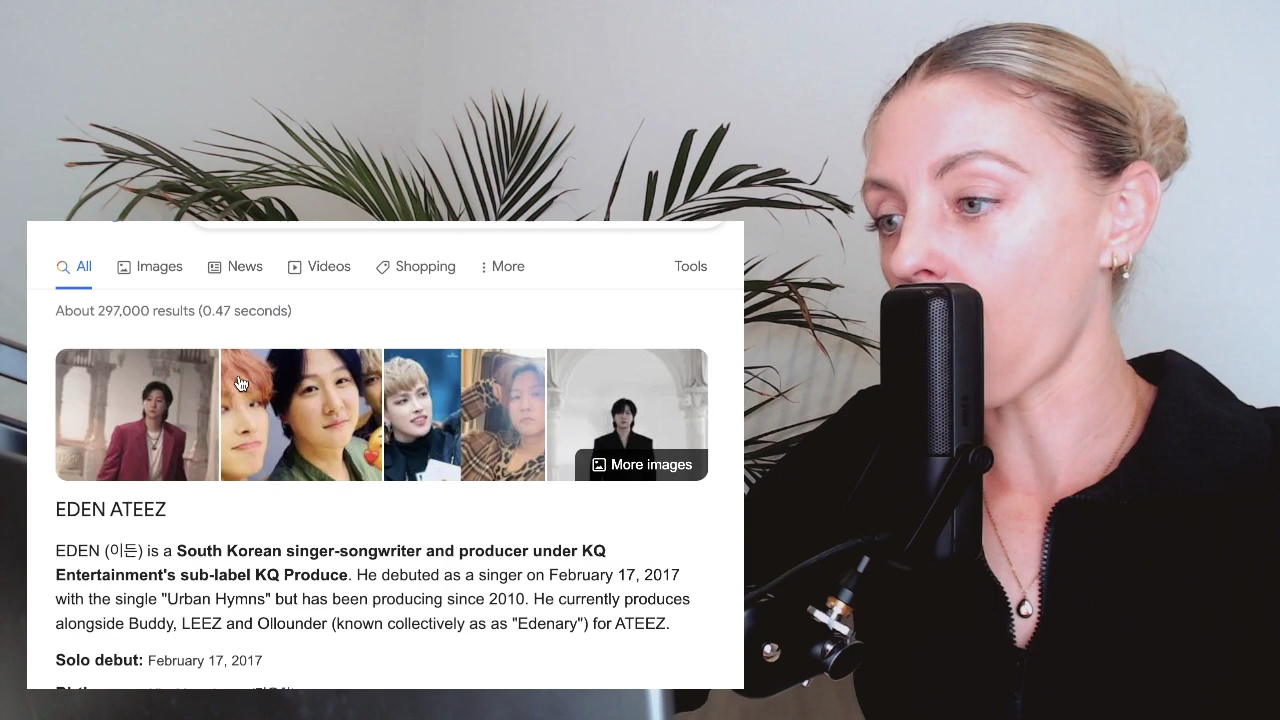 All
Images
News
Videos
Shopping
More
Tools
About 297,000 results (0.47 seconds)
More images
EDEN ATEEZ
EDEN (이든) is a South Korean singer-songwriter and producer under KQ
Entertainment's sub-label KQ Produce. He debuted as a singer on February 17, 2017
with the single "Urban Hymns" but has been producing since 2010. He currently produces
alongside Buddy, LEEZ and Ollounder (known collectively as as "Edenary") for ATEEZ.
Solo debut: February 17, 2017